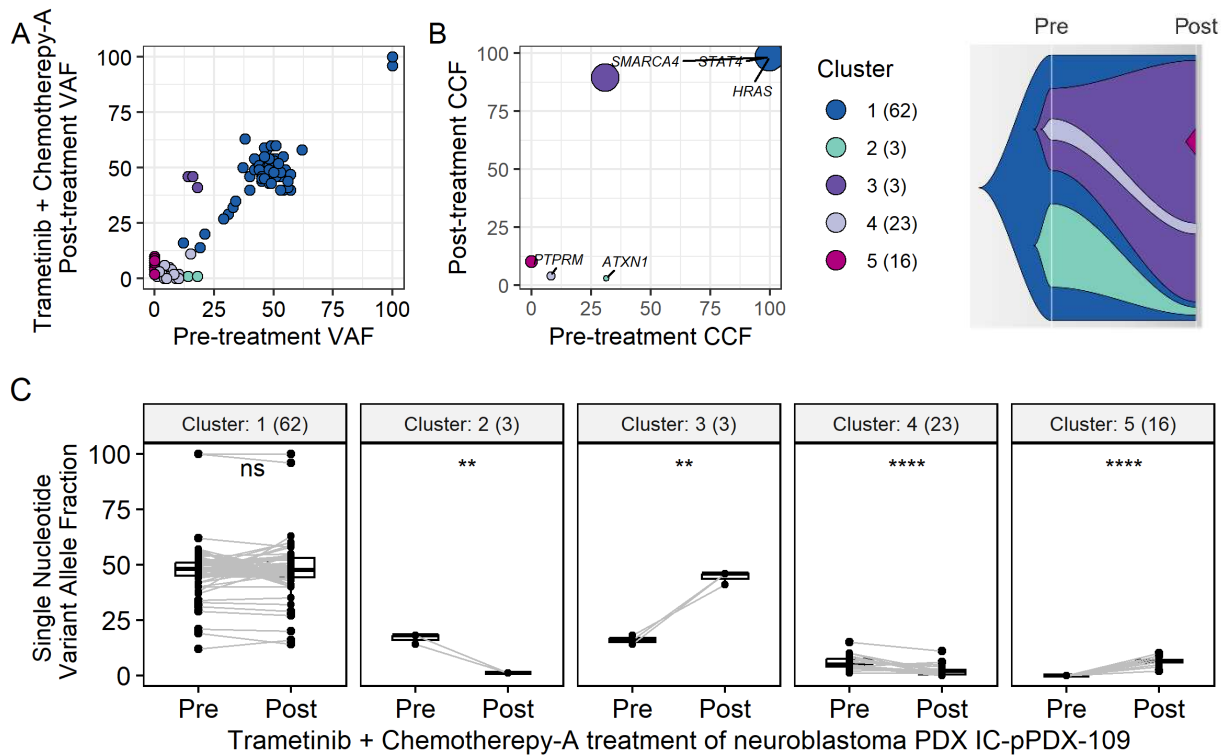 A
Trametinib + Chemotherepy-A
Post-treatment VAF
100
75
50
25
0
0 25 50 75 100
Pre-treatment VAF
B
Post-treatment CCF
100
75
50
25
0
SMARCA4
STAT4
HRAS
PTPRM
ATXN1
0 25 50 75 100
Pre-treatment CCF
Cluster
1 (62)
2 (3)
3 (3)
4 (23)
5 (16)
Pre Post
C
Single Nucleotide
Variant Allele Fraction
100
75
50
25
0
Cluster: 1 (62)
ns
Pre Post
Cluster: 2 (3)
**
Pre Post
Cluster: 3 (3)
**
Pre Post
Cluster: 4 (23)
****
Pre Post
Cluster: 5 (16)
****
Pre Post
Trametinib + Chemotherepy-A treatment of neuroblastoma PDX IC-pPDX-109